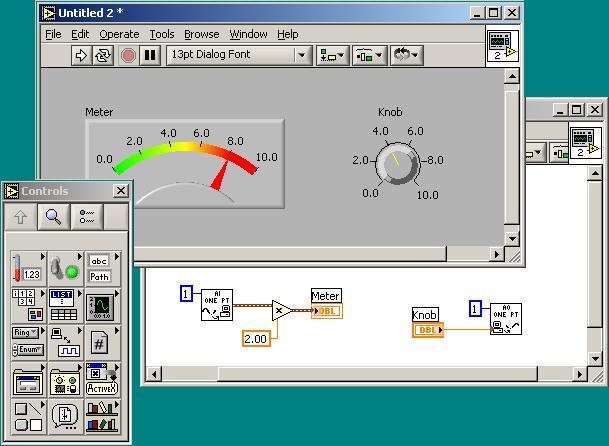 Untitled 2 *
File Edit Operate Tools Browse Window Help
13pt Dialog Font
2
Meter
0.0 2.0 4.0 6.0 8.0 10.0
Knob
0.0 2.0 4.0 6.0 8.0 10.0
2
Controls
1.23
abc
Path
1 2
3 4
LIST
Ring
Enum
#
ActiveX
1
AI
ONE PT
×
2.00
Meter
DBL
Knob
DBL
1
AO
ONE PT